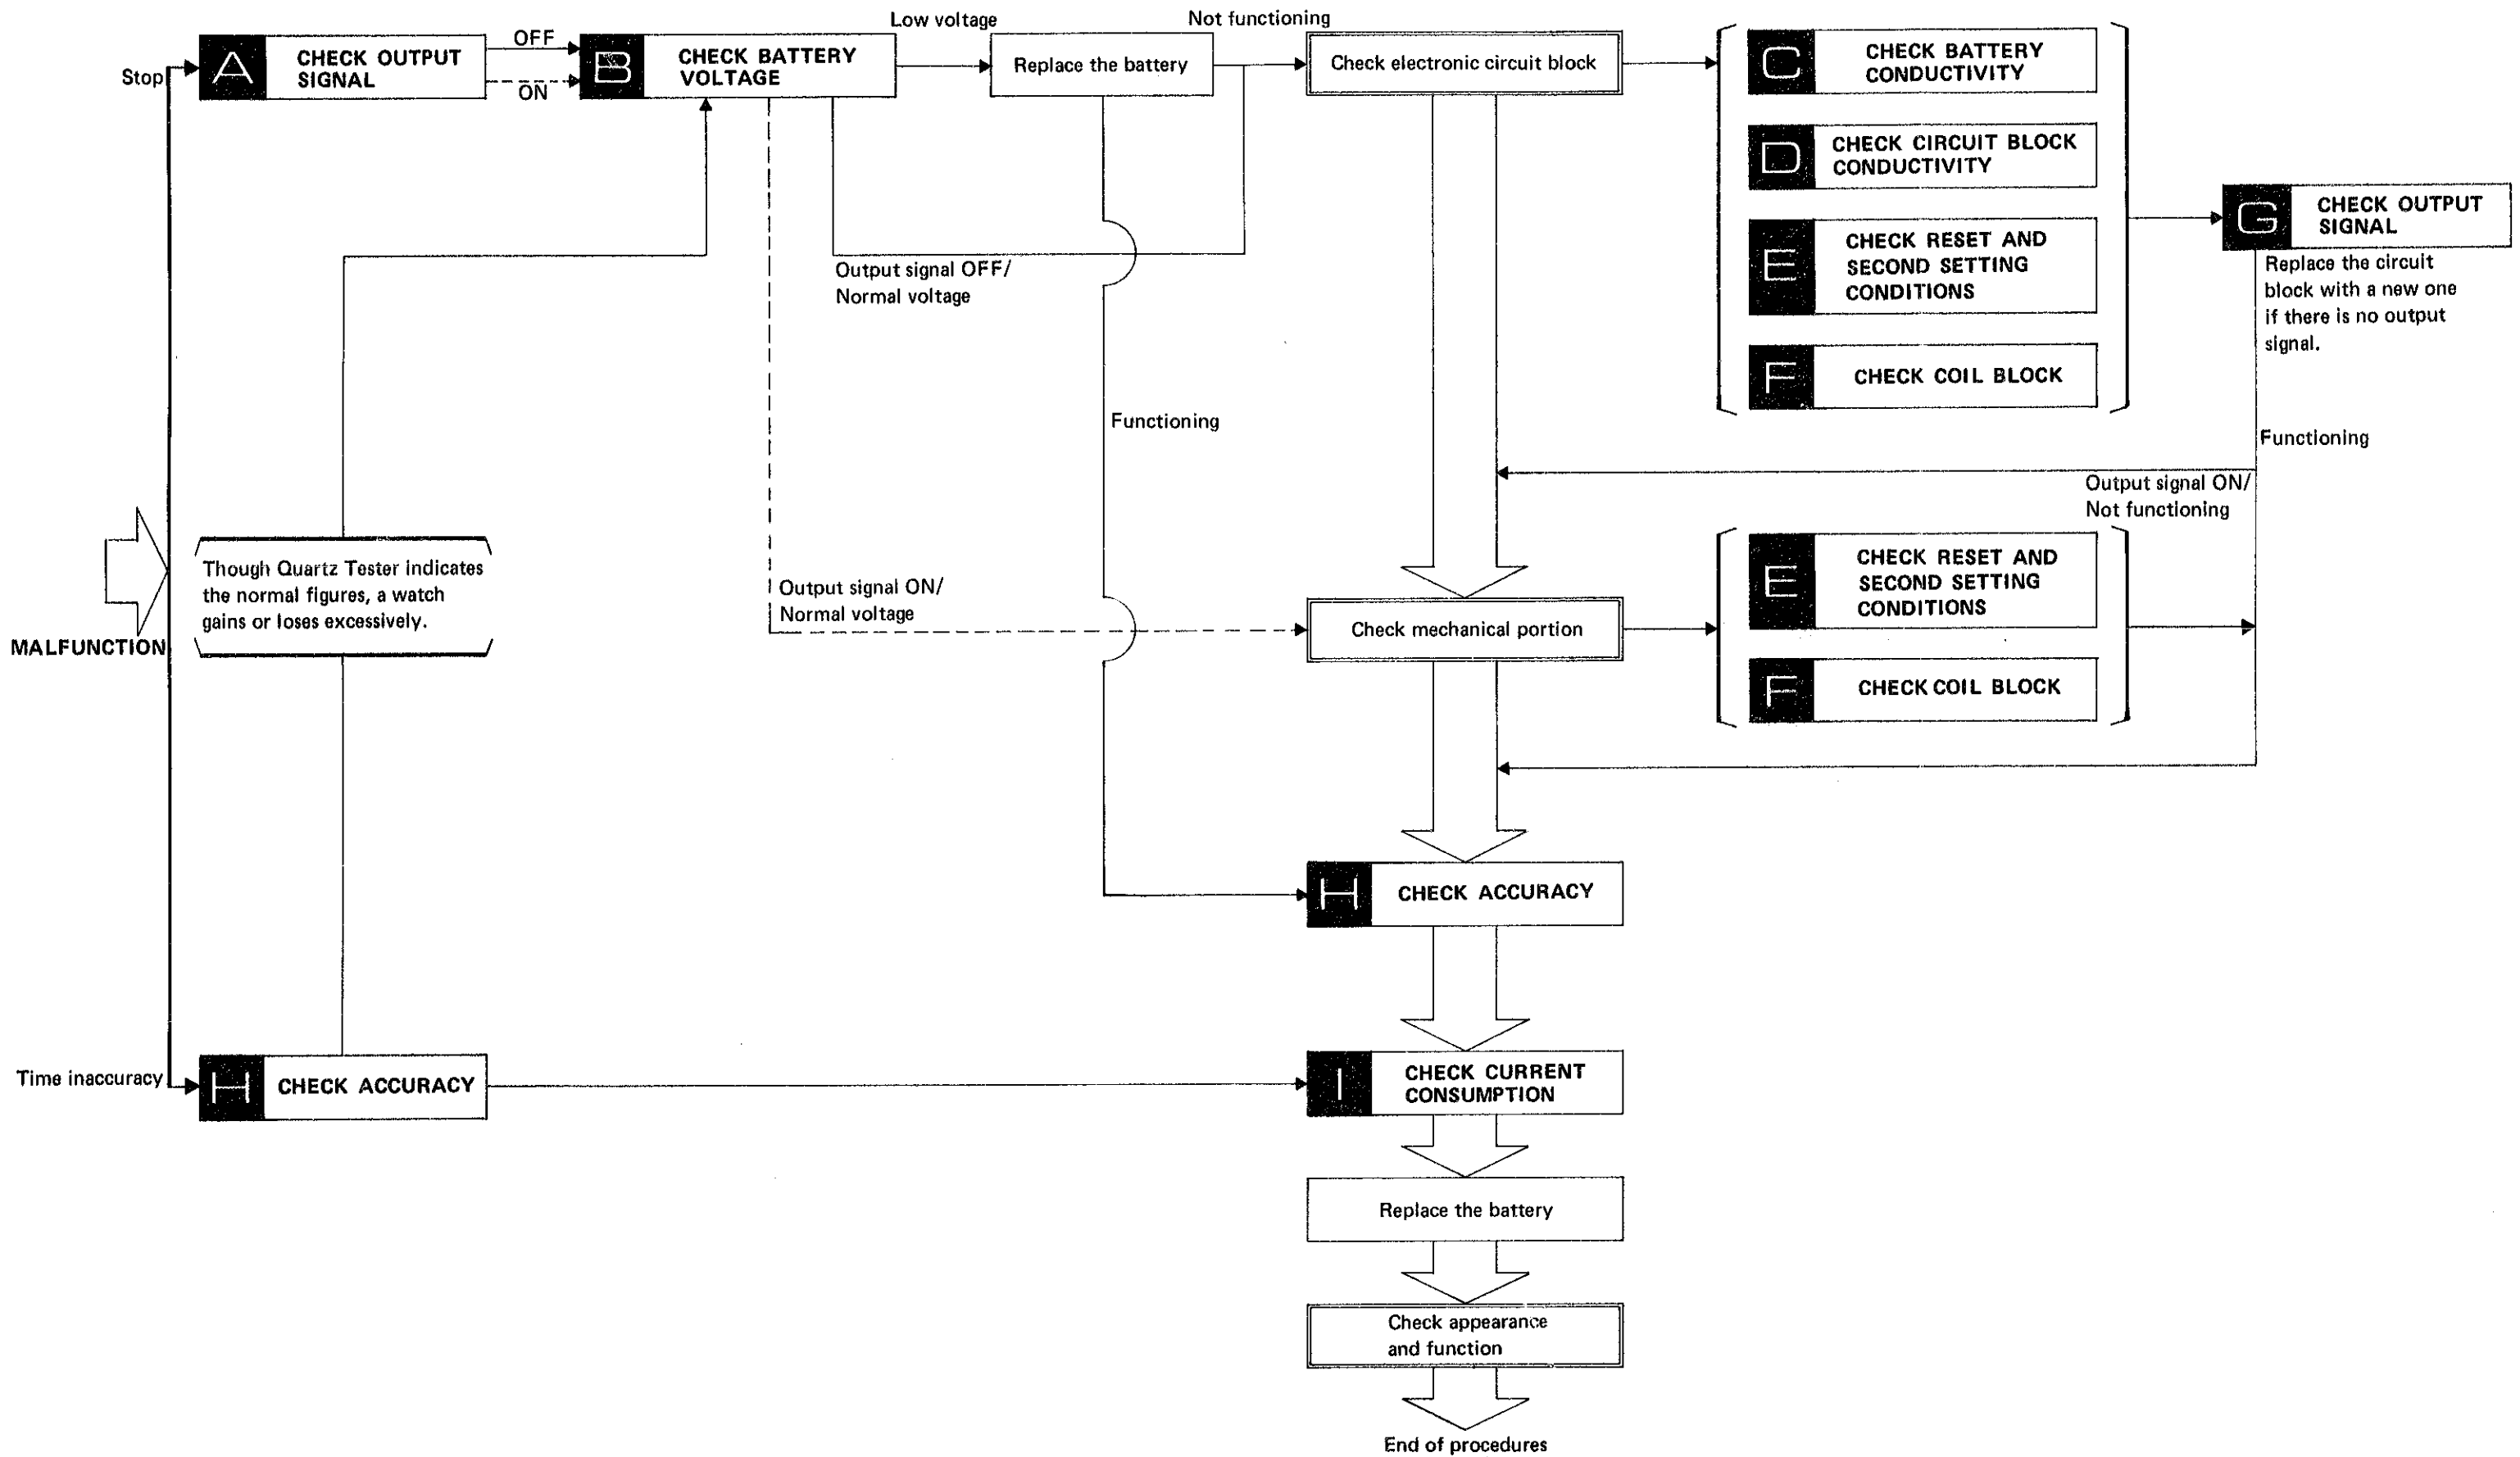 Low voltage
Not functioning
Stop
A
CHECK OUTPUT
SIGNAL
OFF
ON
B
CHECK BATTERY
VOLTAGE
Replace the battery
Check electronic circuit block
C
CHECK BATTERY
CONDUCTIVITY
D
CHECK CIRCUIT BLOCK
CONDUCTIVITY
E
CHECK RESET AND
SECOND SETTING
CONDITIONS
F
CHECK COIL BLOCK
G
CHECK OUTPUT
SIGNAL
Replace the circuit
block with a new one
if there is no output
signal.
Output signal OFF/
Normal voltage
Functioning
Functioning
Output signal ON/
Not functioning
MALFUNCTION
Though Quartz Tester indicates
the normal figures, a watch
gains or loses excessively.
Output signal ON/
Normal voltage
Check mechanical portion
E
CHECK RESET AND
SECOND SETTING
CONDITIONS
F
CHECK COIL BLOCK
H
CHECK ACCURACY
Time inaccuracy
H
CHECK ACCURACY
I
CHECK CURRENT
CONSUMPTION
Replace the battery
Check appearance
and function
End of procedures